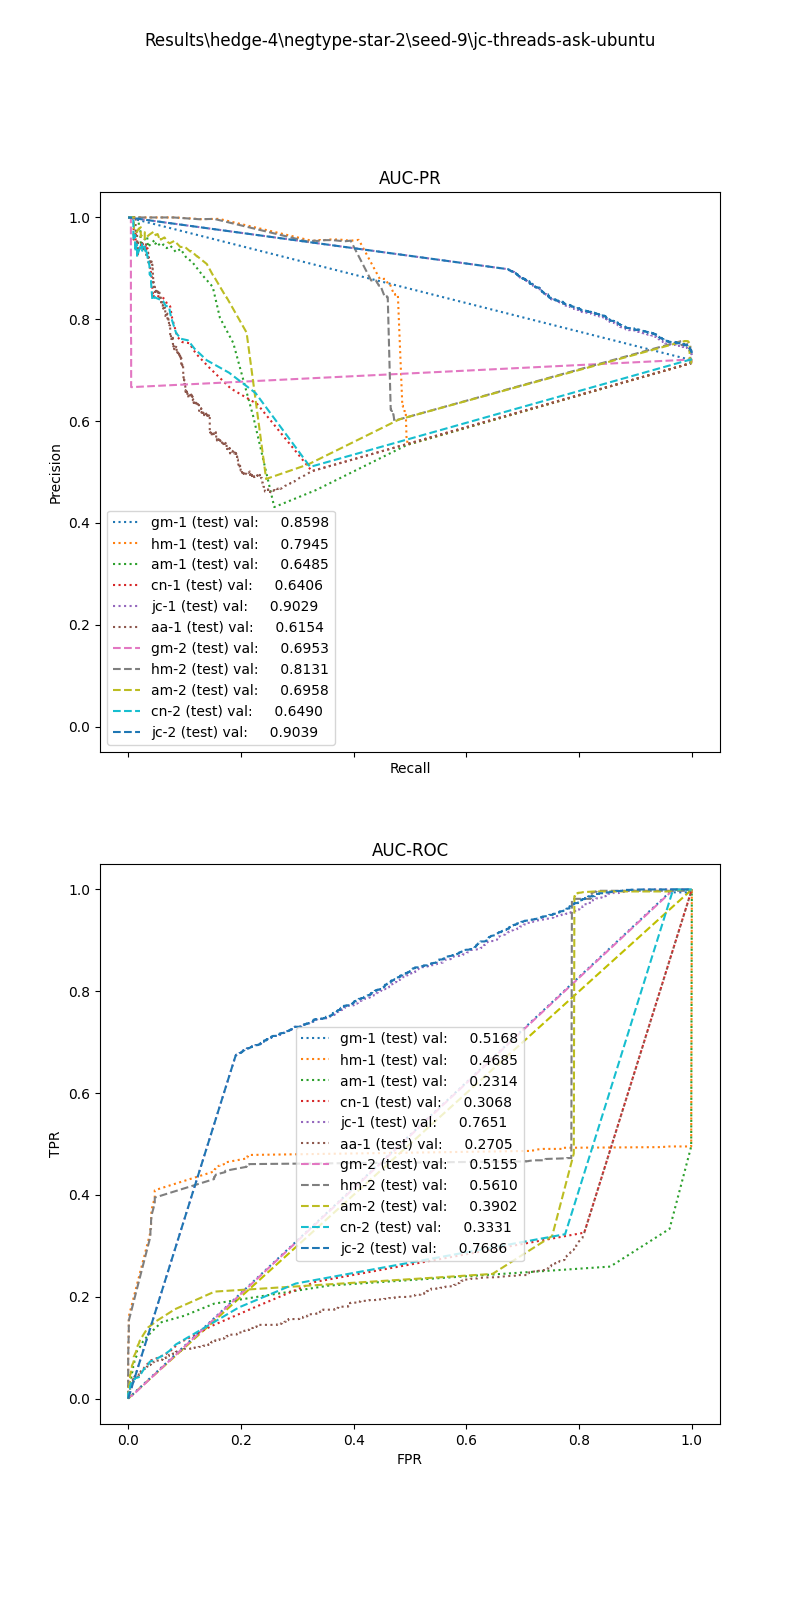 Results\hedge-4\negtype-star-2\seed-9\jc-threads-ask-ubuntu
AUC-PR
1.0
0.8
0.6
0.4
0.2
0.0
Precision
gm-1 (test) val: 0.8598
hm-1 (test) val: 0.7945
am-1 (test) val: 0.6485
cn-1 (test) val: 0.6406
jc-1 (test) val: 0.9029
aa-1 (test) val: 0.6154
gm-2 (test) val: 0.6953
hm-2 (test) val: 0.8131
am-2 (test) val: 0.6958
cn-2 (test) val: 0.6490
jc-2 (test) val: 0.9039
Recall
AUC-ROC
1.0
0.8
0.6
0.4
0.2
0.0
TPR
gm-1 (test) val: 0.5168
hm-1 (test) val: 0.4685
am-1 (test) val: 0.2314
cn-1 (test) val: 0.3068
jc-1 (test) val: 0.7651
aa-1 (test) val: 0.2705
gm-2 (test) val: 0.5155
hm-2 (test) val: 0.5610
am-2 (test) val: 0.3902
cn-2 (test) val: 0.3331
jc-2 (test) val: 0.7686
0.0 0.2 0.4 0.6 0.8 1.0
FPR